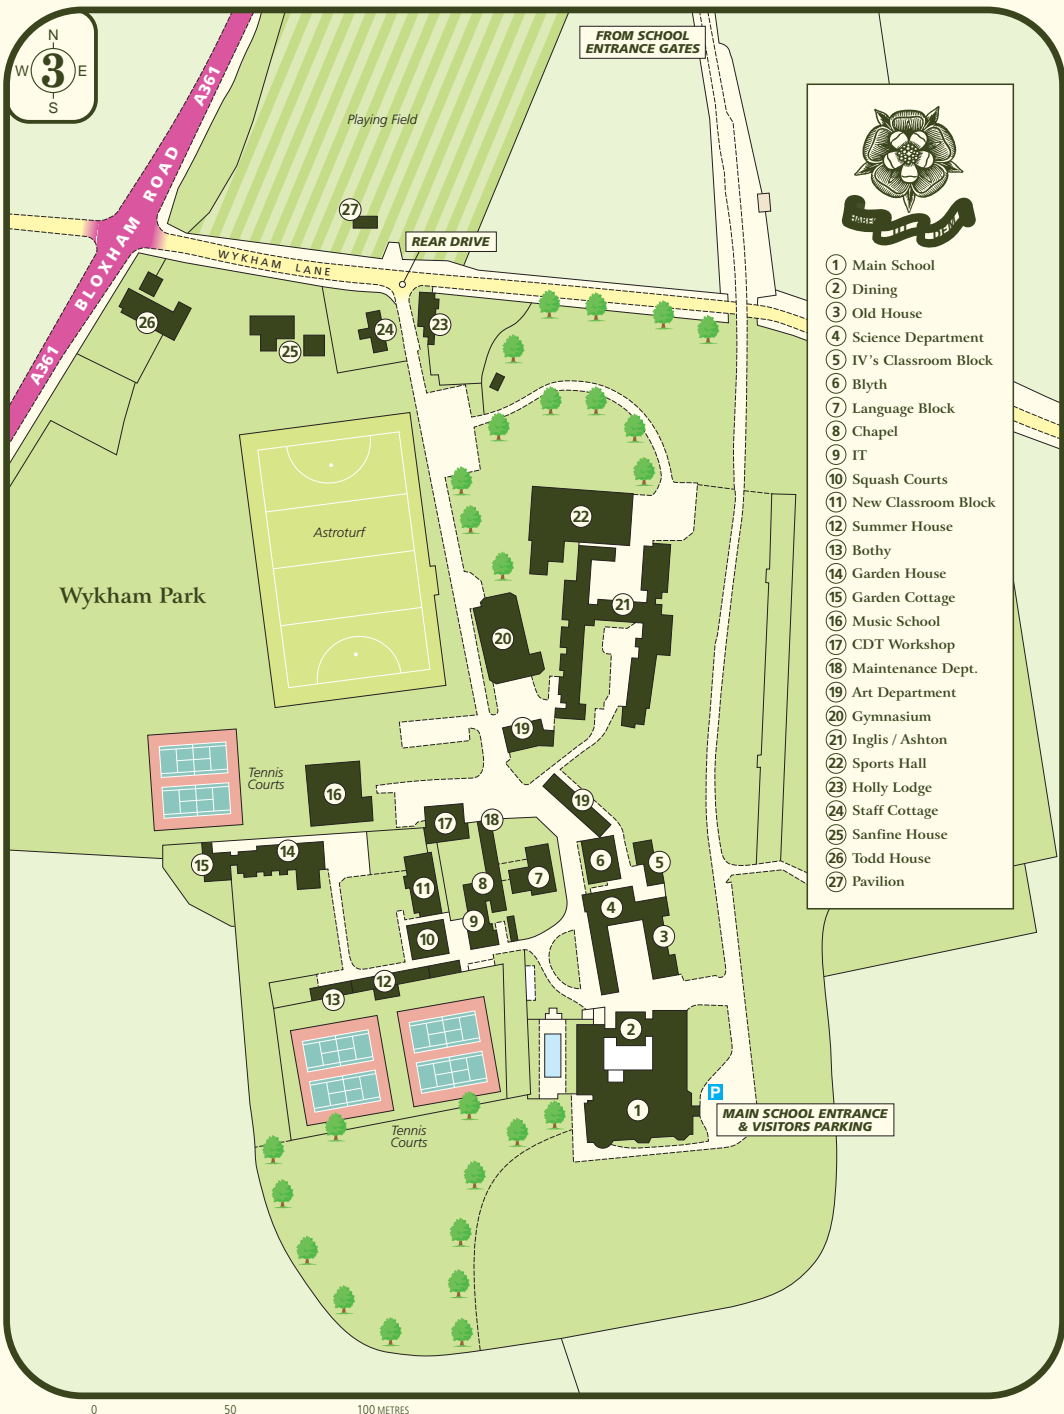 FROM SCHOOL
ENTRANCE GATES
N
W 3 E
S
A361
BLOXHAM ROAD
A361
Playing Field
27
REAR DRIVE
WYKHAM LANE
26
25
24
23
Astroturf
22
Wykham Park
21
20
19
Tennis
Courts
16
19
18
17
15
14
6
5
11
8
7
4
9
3
10
12
13
2
1
P
MAIN SCHOOL ENTRANCE
& VISITORS PARKING
Tennis
Courts
1 Main School
2 Dining
3 Old House
4 Science Department
5 IV's Classroom Block
6 Blyth
7 Language Block
8 Chapel
9 IT
10 Squash Courts
11 New Classroom Block
12 Summer House
13 Bothy
14 Garden House
15 Garden Cottage
16 Music School
17 CDT Workshop
18 Maintenance Dept.
19 Art Department
20 Gymnasium
21 Inglis / Ashton
22 Sports Hall
23 Holly Lodge
24 Staff Cottage
25 Sanfine House
26 Todd House
27 Pavilion
0 50 100 METRES